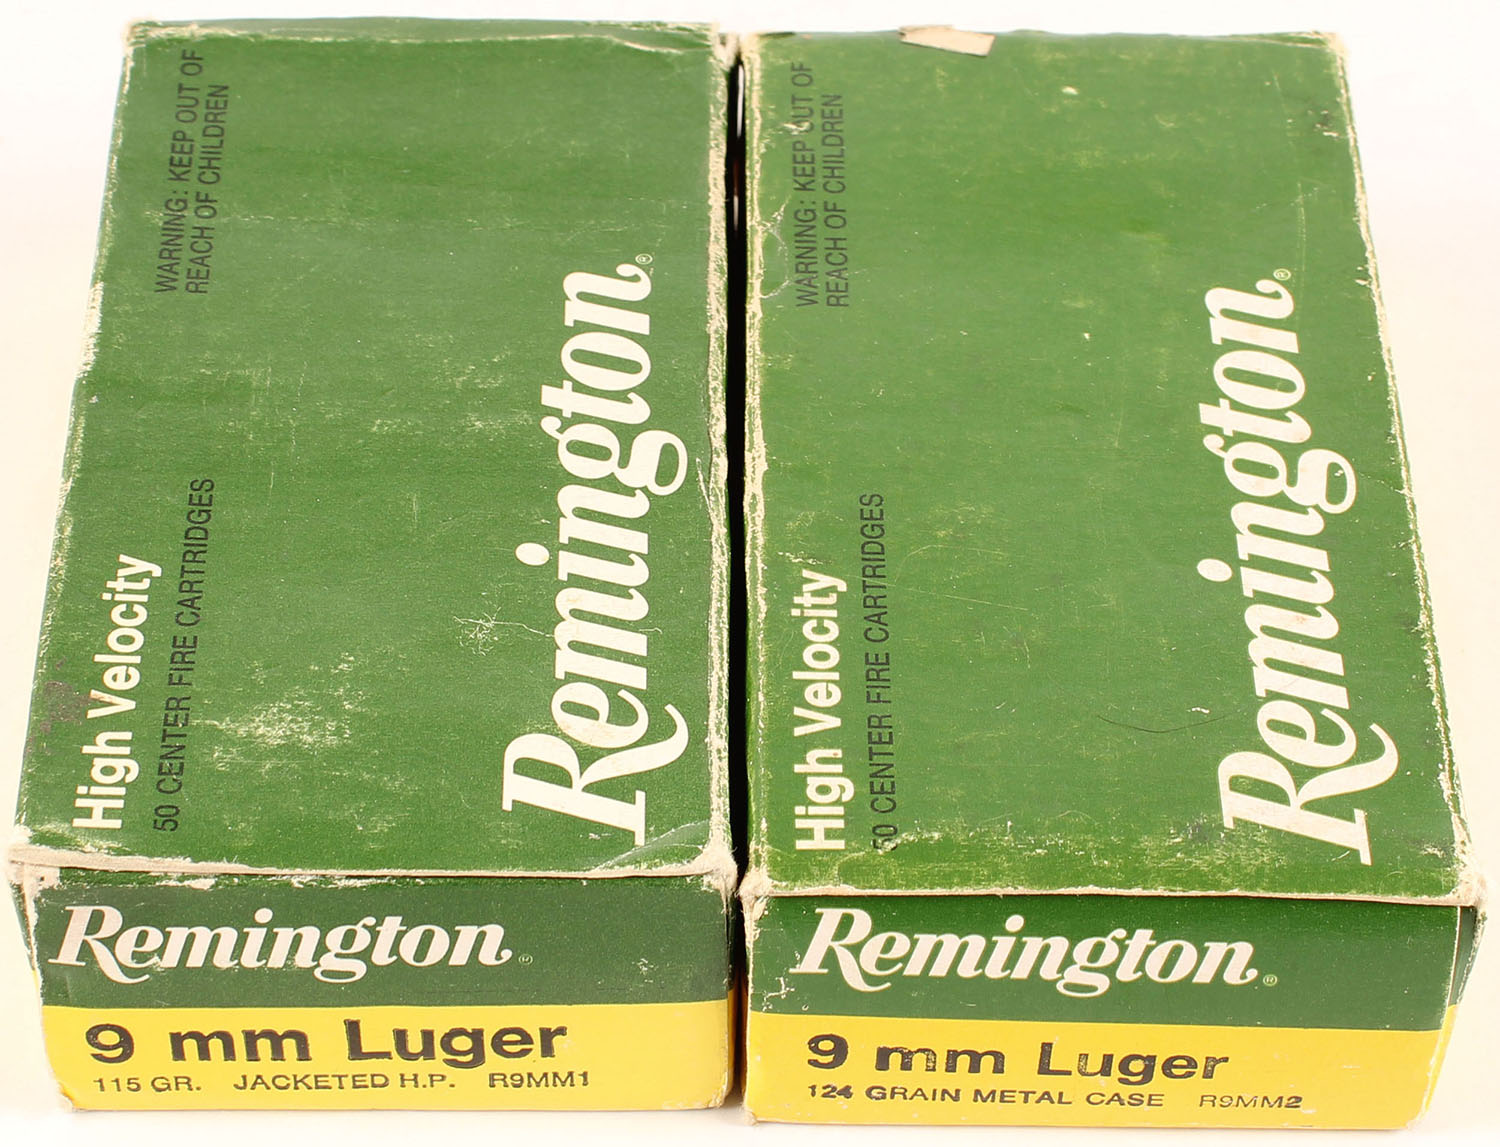 WARNING: KEEP OUT OF
REACH OF CHILDREN
High Velocity
50 CENTER FIRE CARTRIDGES
Remington®
Remington®
9 mm Luger
115 GR. JACKETED H.P. R9MM1
WARNING: KEEP OUT OF
REACH OF CHILDREN
High Velocity
50 CENTER FIRE CARTRIDGES
Remington®
Remington®
9 mm Luger
124 GRAIN METAL CASE R9MM2